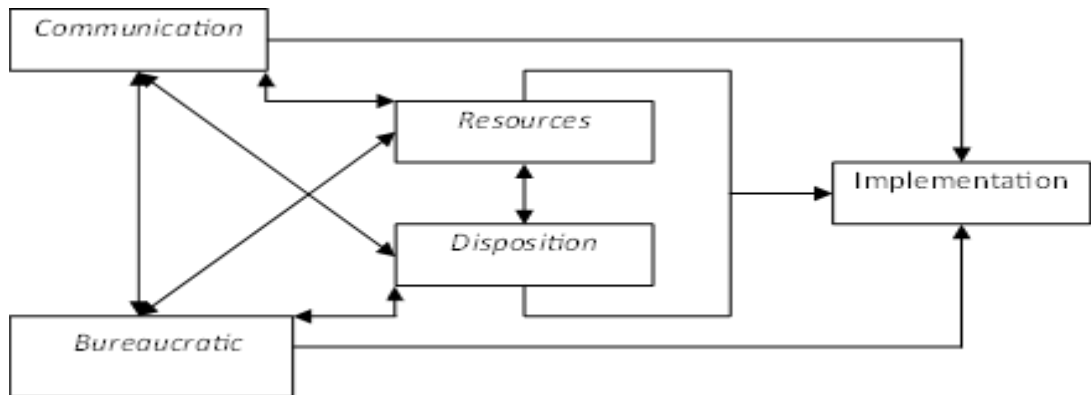 Communication
Resources
Implementation
Disposition
Bureaucratic